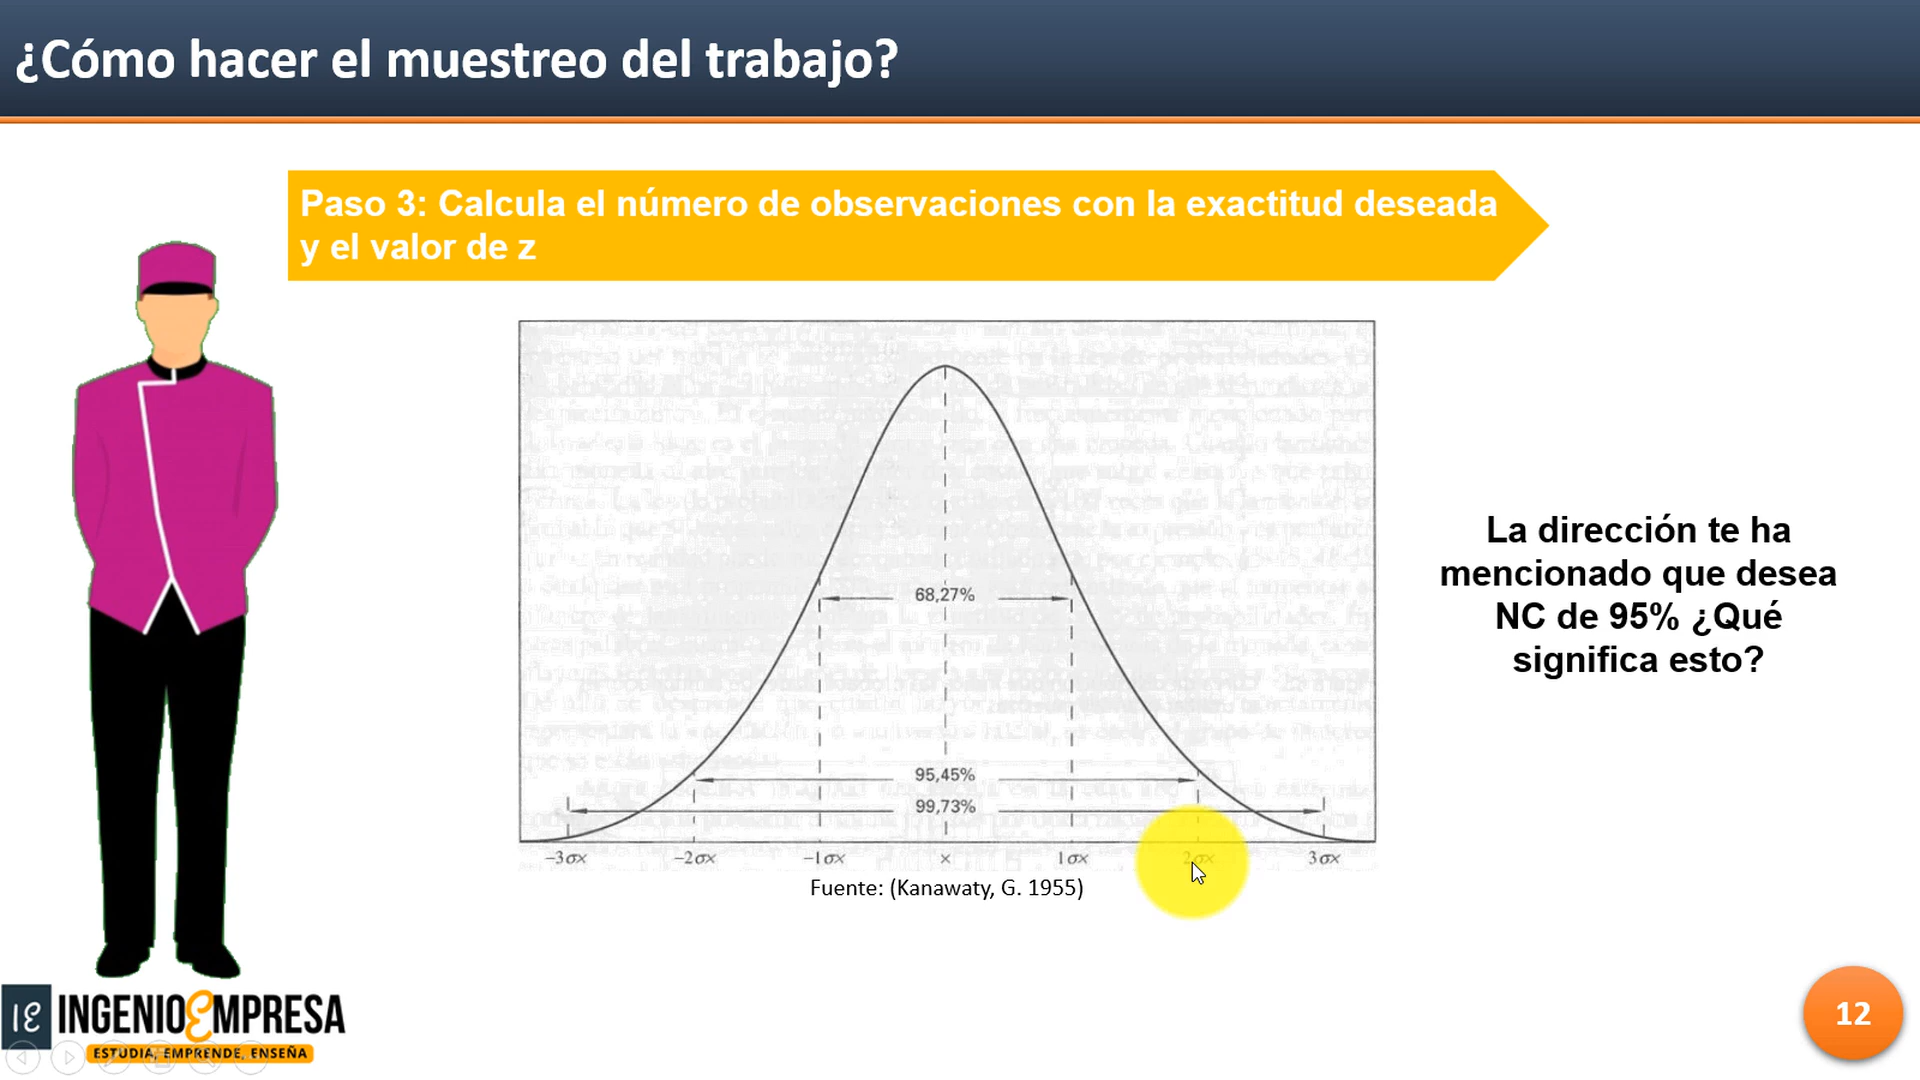 ¿Cómo hacer el muestreo del trabajo?
Paso 3: Calcula el número de observaciones con la exactitud deseada
y el valor de z
68,27%
95,45%
99,73%
−3σx −2σx −1σx x 1σx 2σx 3σx
Fuente: (Kanawaty, G. 1955)
La dirección te ha
mencionado que desea
NC de 95% ¿Qué
significa esto?
IE INGENIOEMPRESA
ESTUDIA, EMPRENDE, ENSEÑA
12